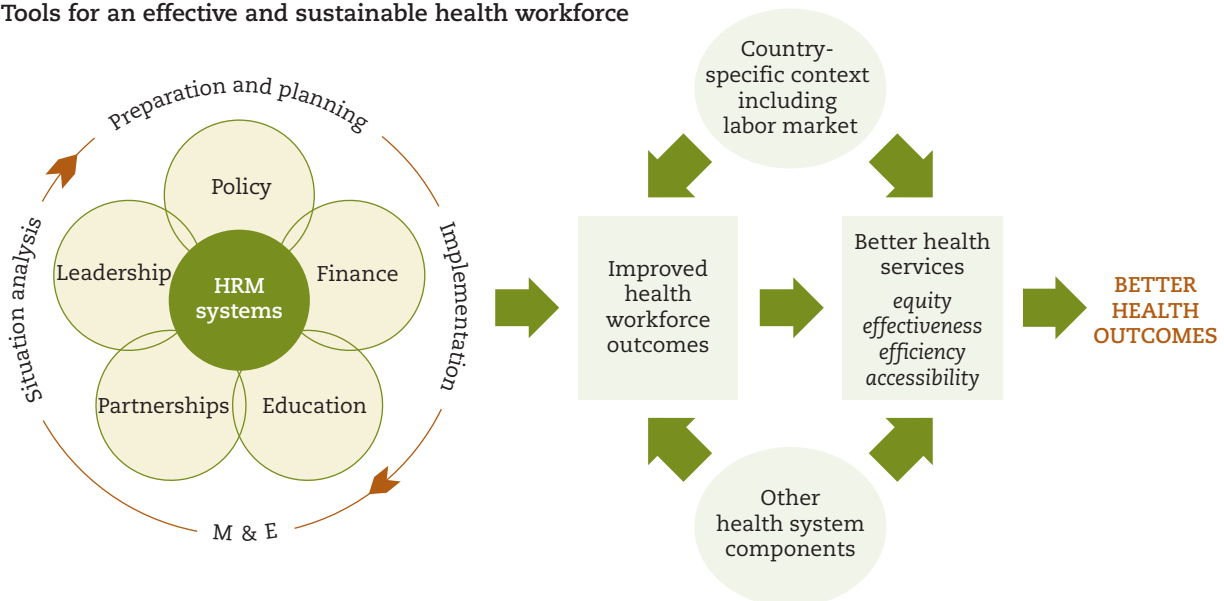 Tools for an effective and sustainable health workforce
Preparation and planning
Situation analysis
Implementation
M & E
Policy
Leadership
Finance
HRM
systems
Partnerships
Education
Country-
specific context
including
labor market
Improved
health
workforce
outcomes
Better health
services
equity
effectiveness
efficiency
accessibility
BETTER
HEALTH
OUTCOMES
Other
health system
components